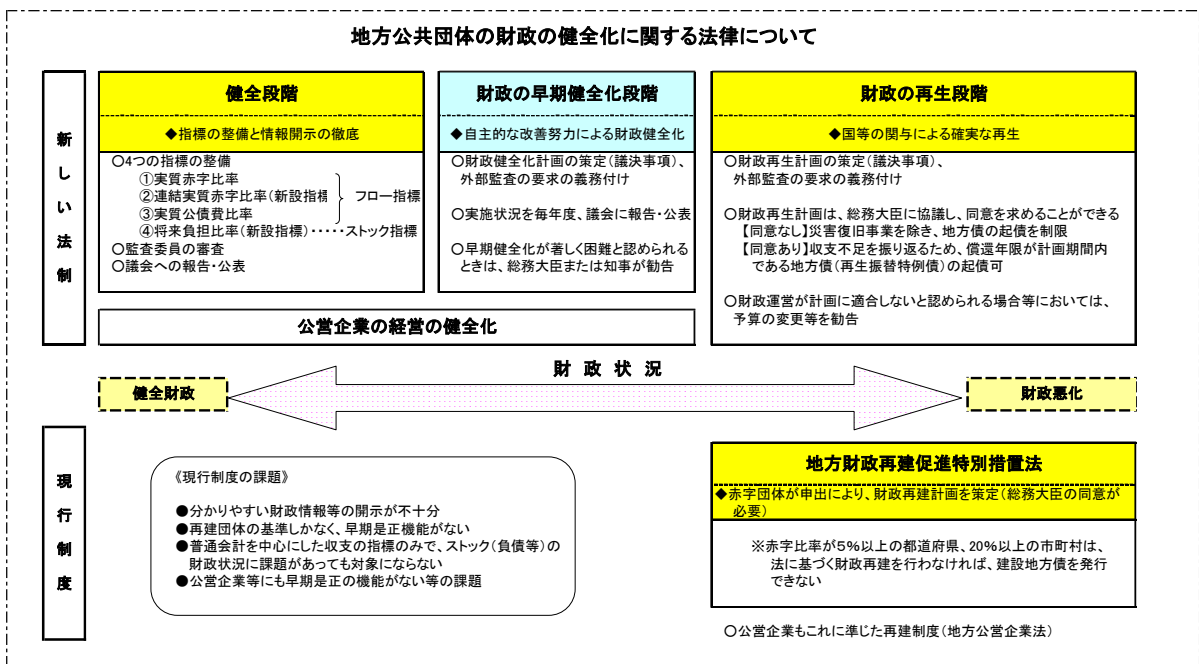 地方公共団体の財政の健全化に関する法律について
新しい法制
健全段階
◆指標の整備と情報開示の徹底
○4つの指標の整備
①実質赤字比率
②連結実質赤字比率(新設指標
③実質公債費比率
フロー指標
④将来負担比率(新設指標)・・・・・ストック指標
○監査委員の審査
○議会への報告・公表
財政の早期健全化段階
◆自主的な改善努力による財政健全化
○財政健全化計画の策定(議決事項)、
外部監査の要求の義務付け
○実施状況を毎年度、議会に報告・公表
○早期健全化が著しく困難と認められる
ときは、総務大臣または知事が勧告
公営企業の経営の健全化
財政の再生段階
◆国等の関与による確実な再生
○財政再生計画の策定(議決事項)、
外部監査の要求の義務付け
○財政再生計画は、総務大臣に協議し、同意を求めることができる
【同意なし】災害復旧事業を除き、地方債の起債を制限
【同意あり】収支不足を振り返るため、償還年限が計画期間内
である地方債(再生振替特例債)の起債可
○財政運営が計画に適合しないと認められる場合等においては、
予算の変更等を勧告
財政状況
健全財政
財政悪化
現行制度
《現行制度の課題》
●分かりやすい財政情報等の開示が不十分
●再建団体の基準しかなく、早期是正機能がない
●普通会計を中心にした収支の指標のみで、ストック(負債等)の
財政状況に課題があっても対象にならない
●公営企業等にも早期是正の機能がない等の課題
地方財政再建促進特別措置法
◆赤字団体が申出により、財政再建計画を策定(総務大臣の同意が
必要)
※赤字比率が5%以上の都道府県、20%以上の市町村は、
法に基づく財政再建を行わなければ、建設地方債を発行
できない
○公営企業もこれに準じた再建制度(地方公営企業法)